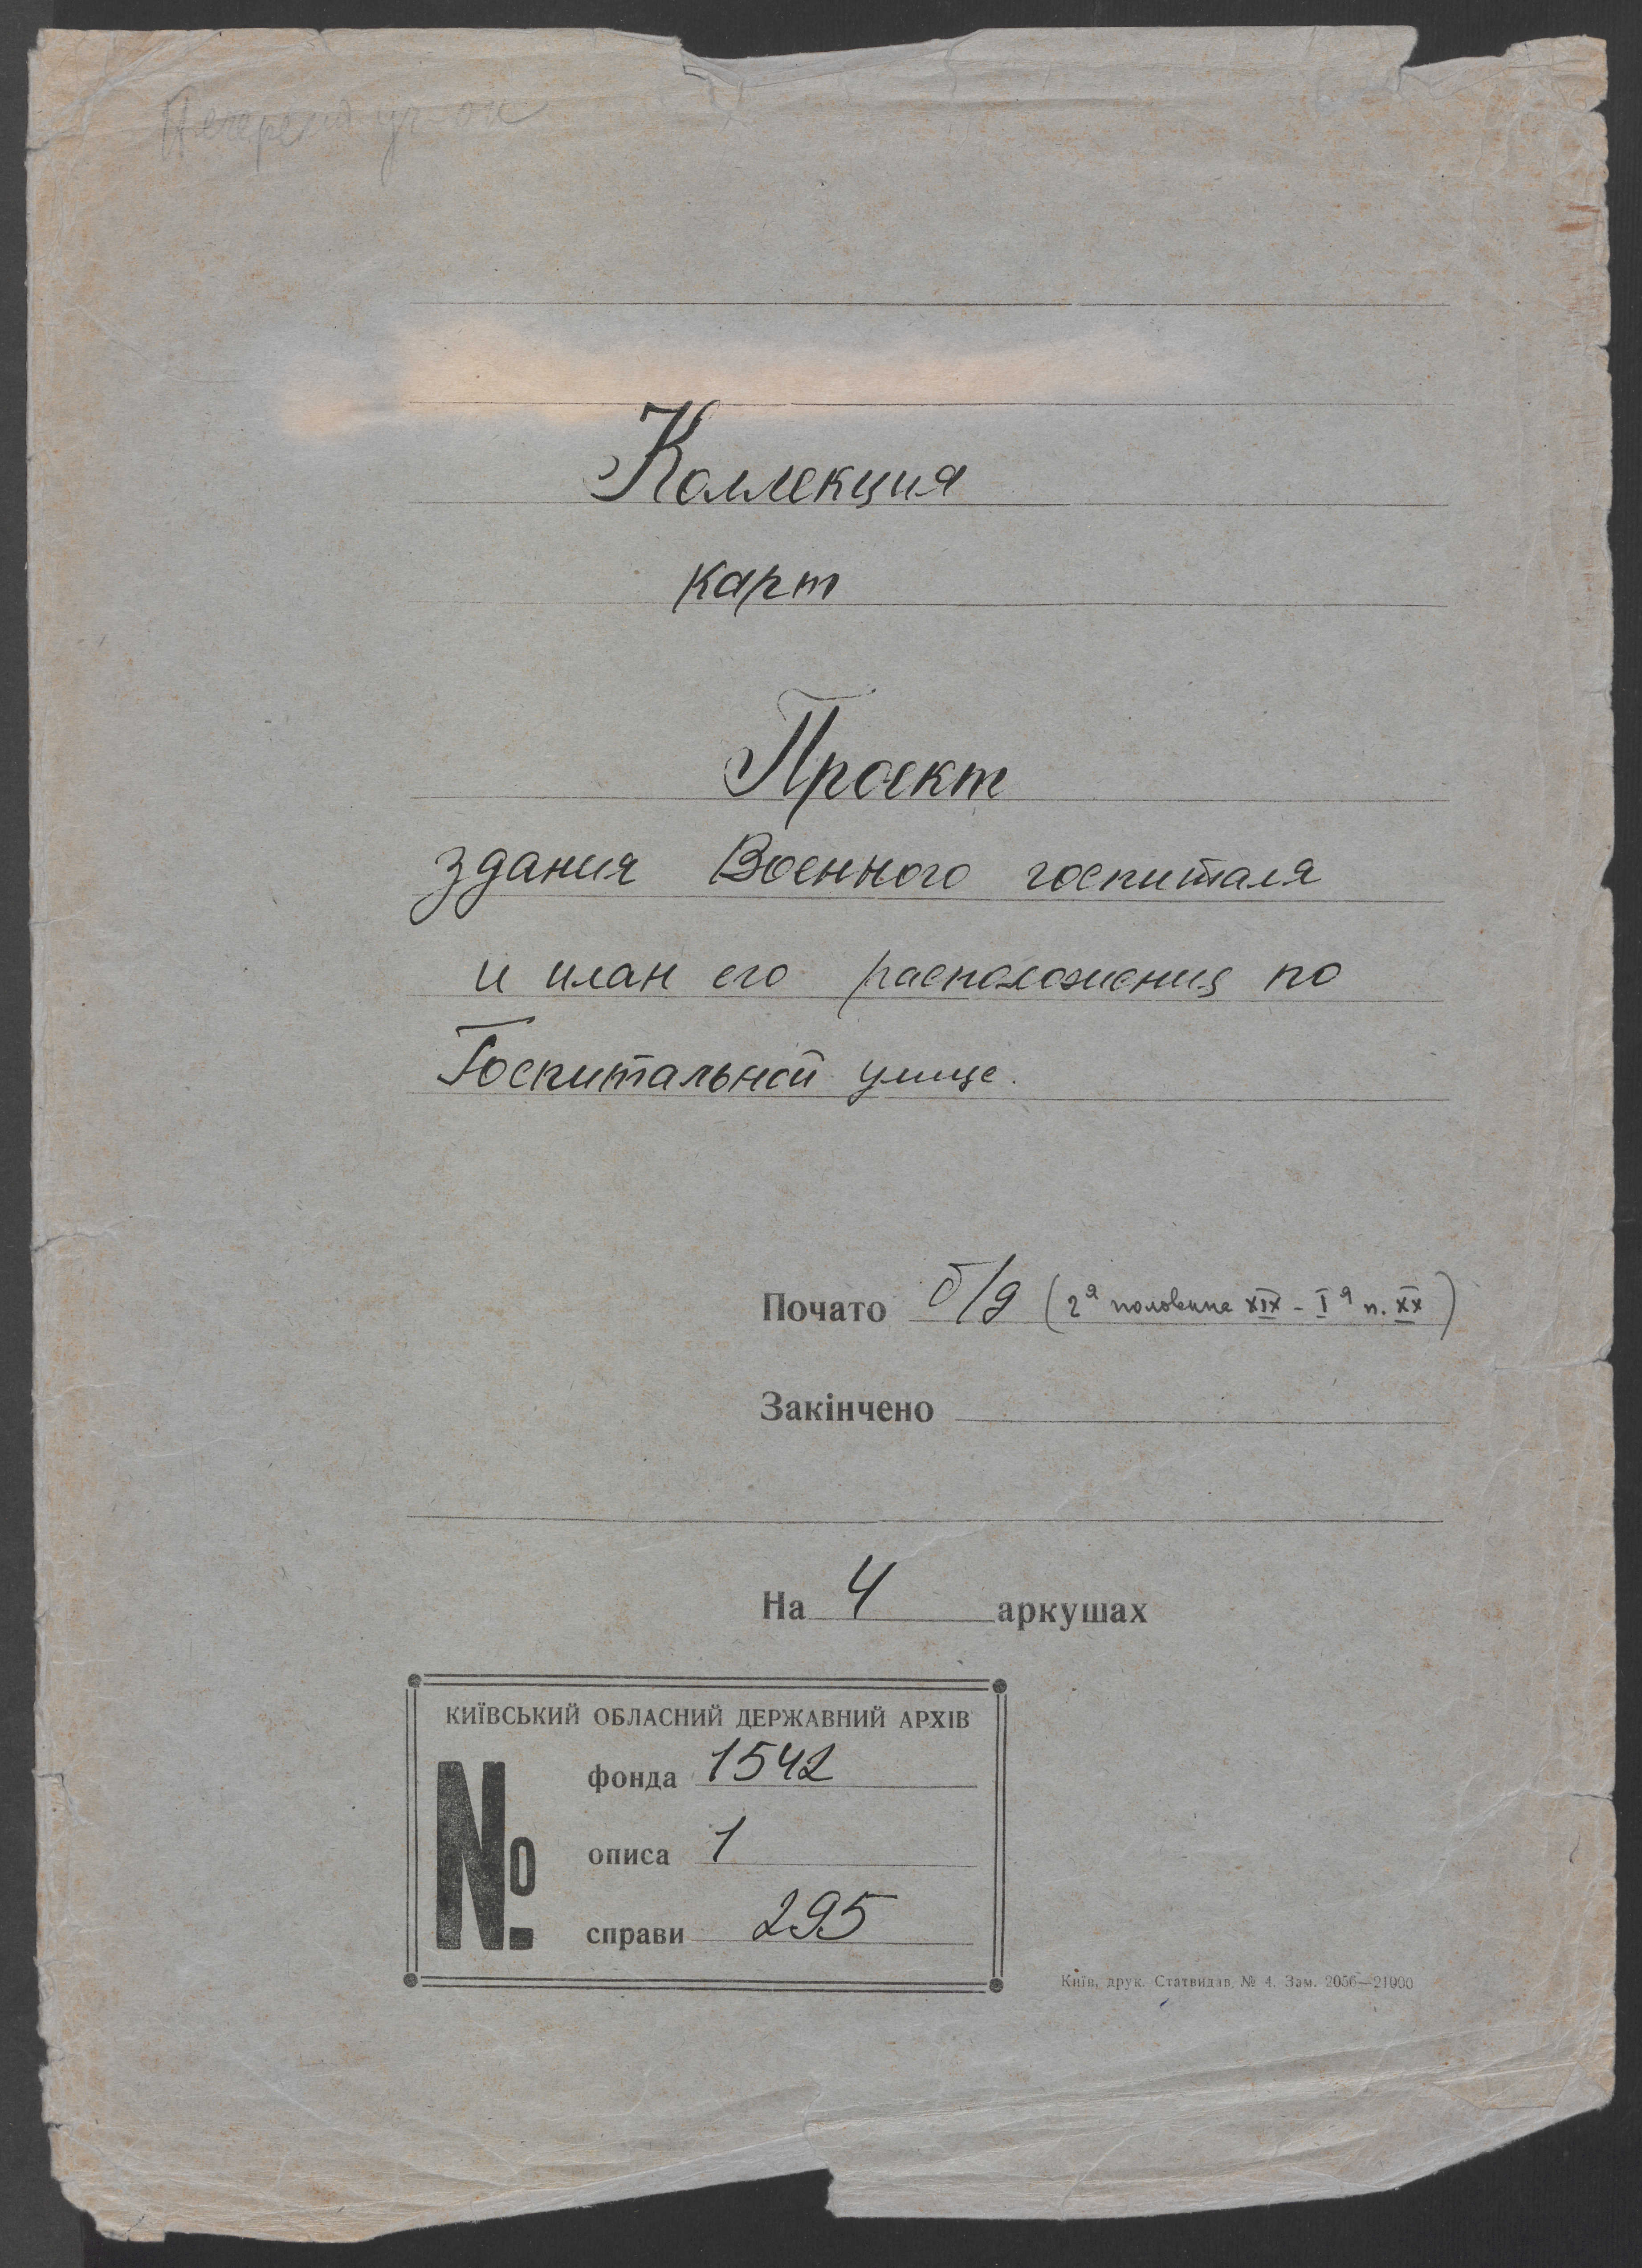 Коллекция
карт
Проект
здания Военного госпиталя
и план его расположения по
Госпитальной улице.
Почато б/д (2я половина XIX - Iя п. XX)
Закінчено
На 4 аркушах
КИЇВСЬКИЙ ОБЛАСНИЙ ДЕРЖАВНИЙ АРХІВ
№
фонда 1542
описа 1
справи 295
Київ, друк. Статвидав, № 4. Зам. 2056—21000